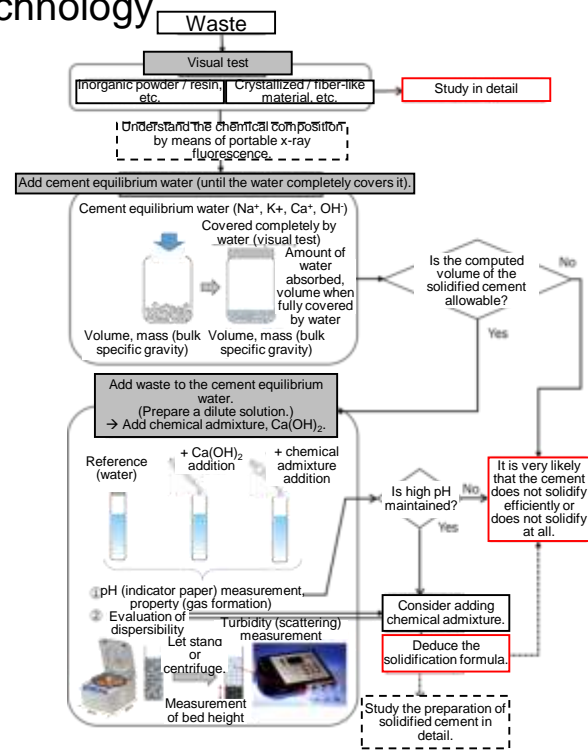 chnology
Waste
Visual test
Inorganic powder / resin,
etc.
Crystallized / fiber-like
material, etc.
Study in detail
Understand the chemical composition
by means of portable x-ray
fluorescence.
Add cement equilibrium water (until the water completely covers it).
Cement equilibrium water (Na⁺, K+, Ca⁺, OH⁻)
Covered completely by
water (visual test)
Amount of
water
absorbed,
volume when
fully covered
by water
Volume, mass (bulk
specific gravity)
Volume, mass (bulk
specific gravity)
Is the computed
volume of the
solidified cement
allowable?
No
Yes
Add waste to the cement equilibrium
water.
(Prepare a dilute solution.)
→ Add chemical admixture, Ca(OH)₂.
Reference
(water)
+ Ca(OH)₂
addition
+ chemical
admixture
addition
Is high pH
maintained?
No
Yes
It is very likely
that the cement
does not solidify
efficiently or
does not solidify
at all.
① pH (indicator paper) measurement,
property (gas formation)
② Evaluation of
dispersibility
Turbidity (scattering)
measurement
Let stand
or
centrifuge.
Measurement
of bed height
Consider adding
chemical admixture.
Deduce the
solidification formula.
Study the preparation of
solidified cement in
detail.